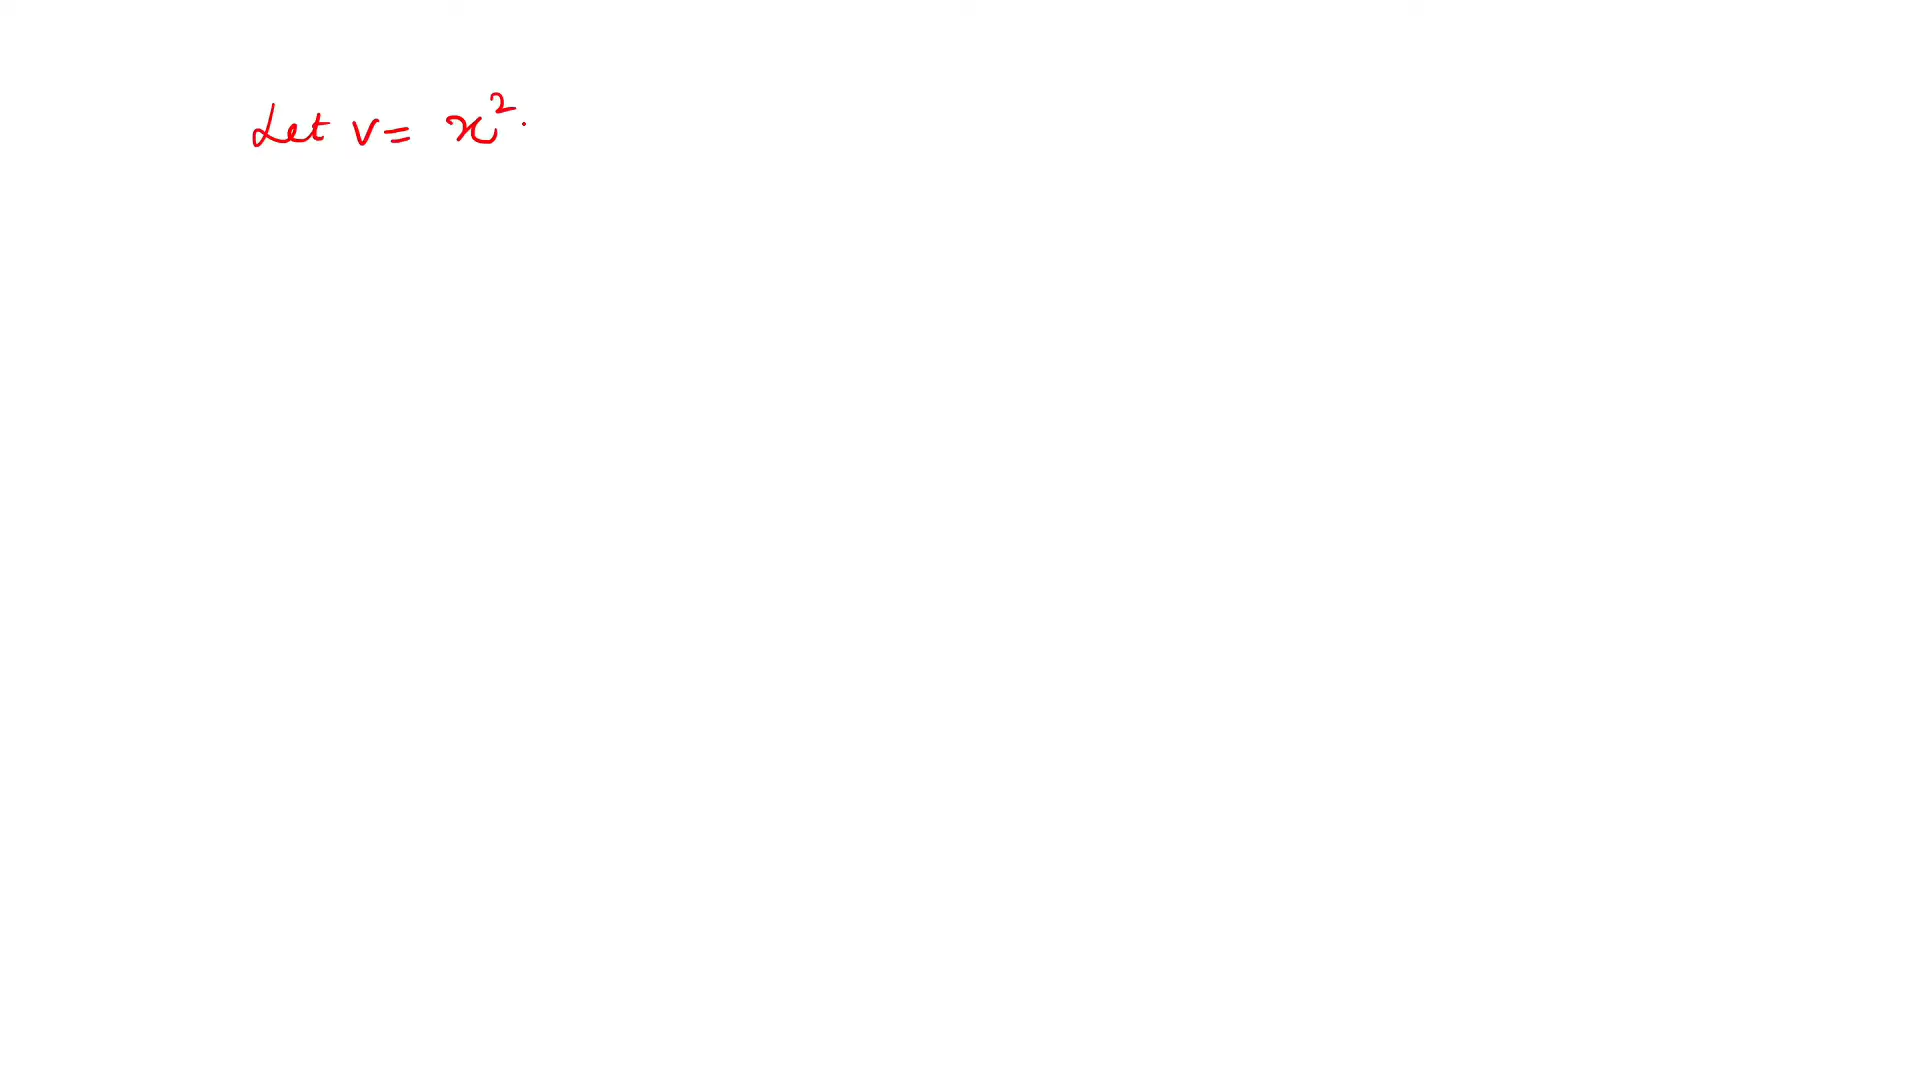 Let v = x².